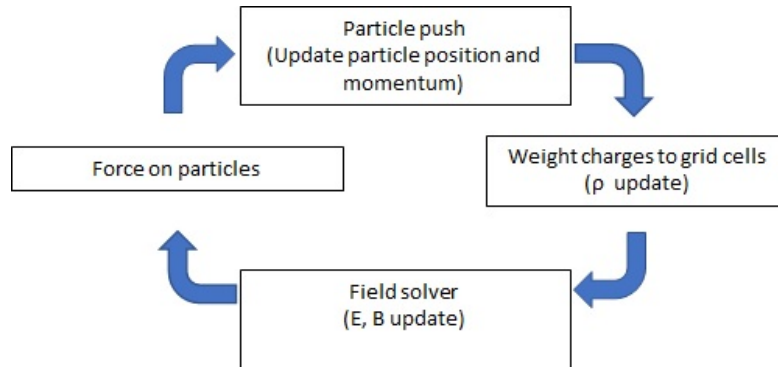 Particle push
(Update particle position and
momentum)
Force on particles
Weight charges to grid cells
(ρ update)
Field solver
(E, B update)